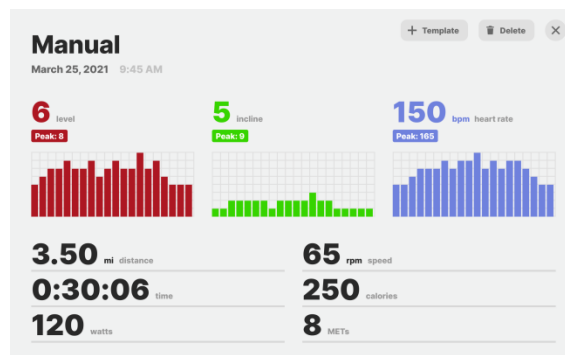 + Template
Delete
Manual
March 25, 2021 9:45 AM
6 level
Peak: 8
5 incline
Peak: 9
150 bpm heart rate
Peak: 165
3.50 mi distance
65 rpm speed
0:30:06 time
250 calories
120 watts
8 METs